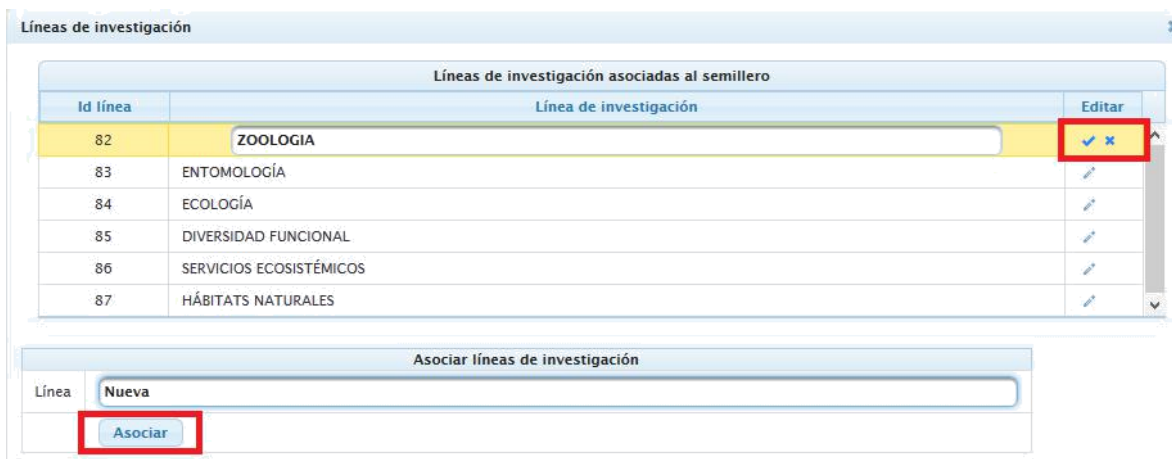 Líneas de investigación
Líneas de investigación asociadas al semillero
Id línea Línea de investigación Editar
82 ZOOLOGIA
83 ENTOMOLOGÍA
84 ECOLOGÍA
85 DIVERSIDAD FUNCIONAL
86 SERVICIOS ECOSISTÉMICOS
87 HÁBITATS NATURALES
Asociar líneas de investigación
Línea Nueva
Asociar